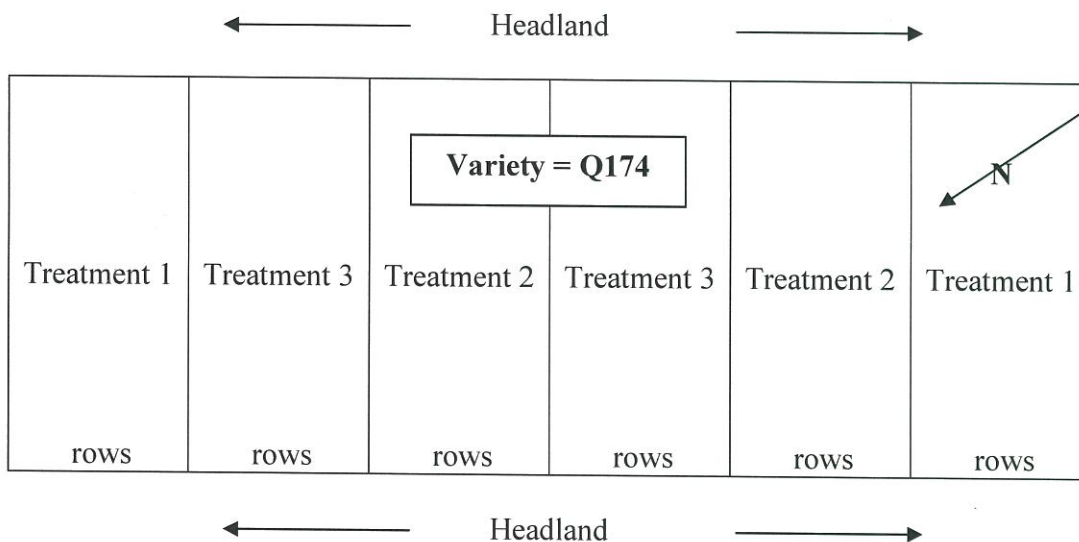 Headland
Variety = Q174
N
Treatment 1 Treatment 3 Treatment 2 Treatment 3 Treatment 2 Treatment 1
rows rows rows rows rows rows
Headland